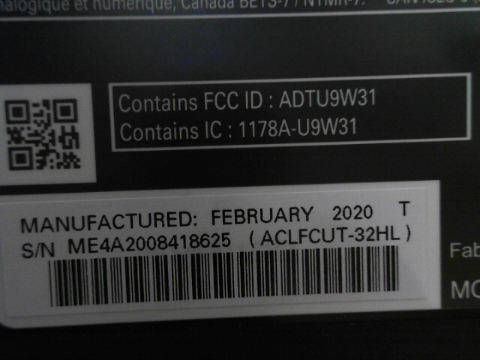 analogique et numérique, Canada BETS-7 / NTMR-7.
Contains FCC ID : ADTU9W31
Contains IC : 1178A-U9W31
MANUFACTURED: FEBRUARY 2020 T
S/N ME4A2008418625 (ACLFCUT-32HL)